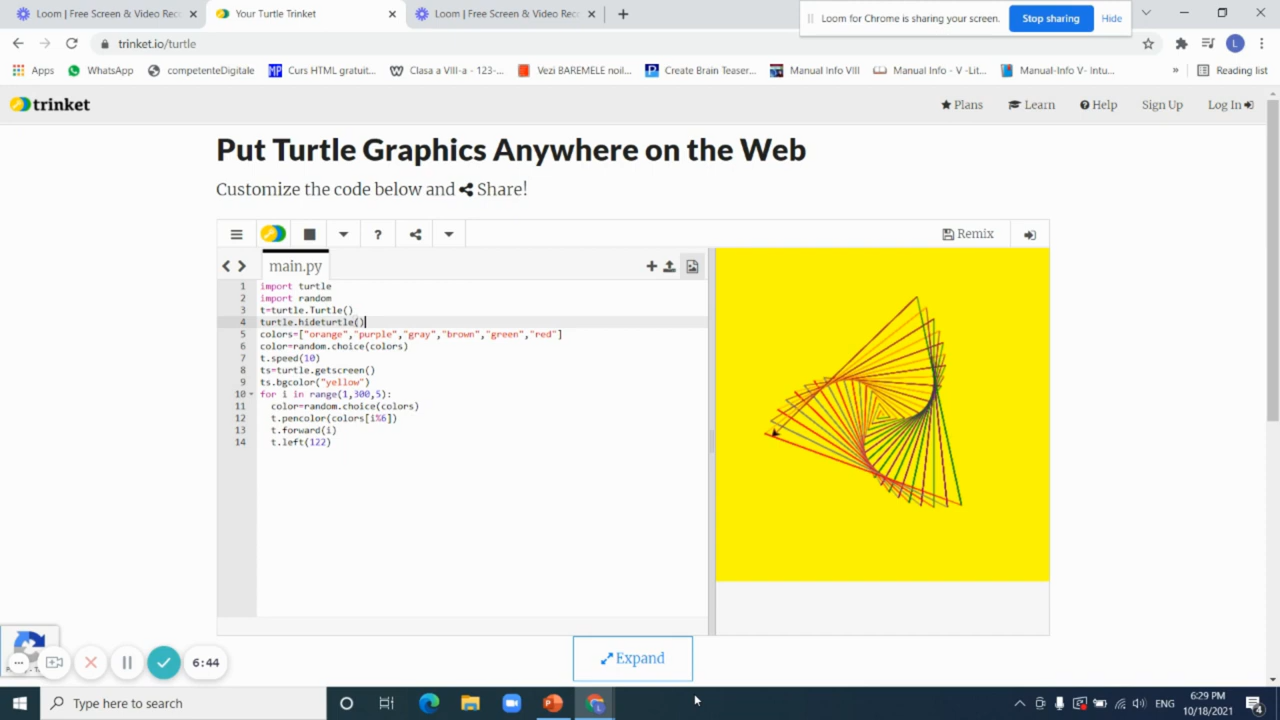 Loom | Free Screen & Video Rec
Your Turtle Trinket
Loom | Free Screen & Video Rec
Loom for Chrome is sharing your screen.
Stop sharing
Hide
trinket.io/turtle
L
Apps
WhatsApp
competenteDigitale
Curs HTML gratuit...
Clasa a VIII-a - 123-...
Vezi BAREMELE noil...
Create Brain Teaser...
Manual Info VIII
Manual Info - V -Lit...
Manual-Info V- Intu...
»
Reading list
trinket
Plans
Learn
Help
Sign Up
Log In
Put Turtle Graphics Anywhere on the Web
Customize the code below and Share!
?
Remix
main.py
1 import turtle
2 import random
3 t=turtle.Turtle()
4 turtle.hideturtle()
5 colors=["orange","purple","gray","brown","green","red"]
6 color=random.choice(colors)
7 t.speed(10)
8 ts=turtle.getscreen()
9 ts.bgcolor("yellow")
10 for i in range(1,300,5):
11 color=random.choice(colors)
12 t.pencolor(colors[i%6])
13 t.forward(i)
14 t.left(122)
Expand
6:44
Type here to search
ENG
6:29 PM
10/18/2021
4